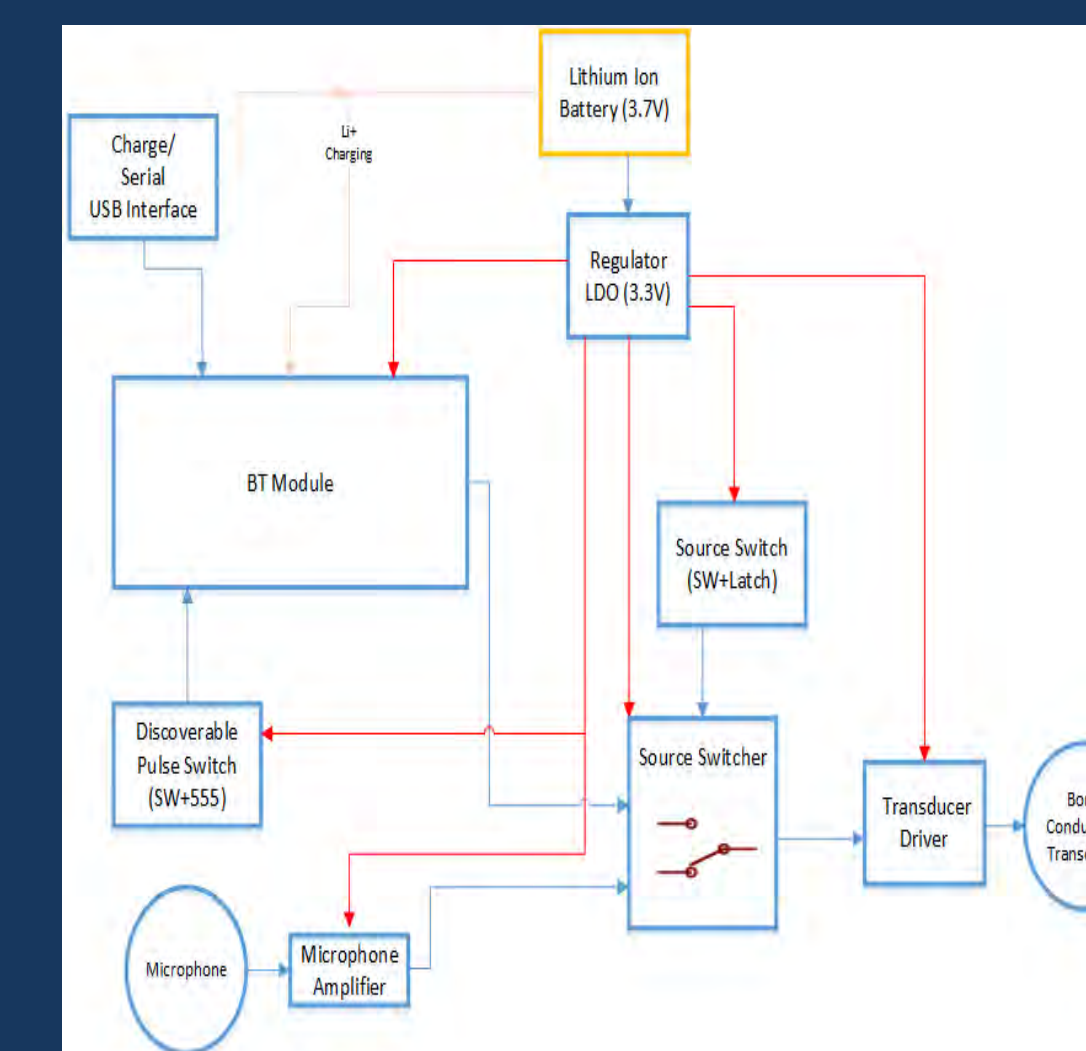 Lithium Ion
Battery (3.7V)
Charge/
Serial
USB Interface
Li+
Charging
Regulator
LDO (3.3V)
BT Module
Source Switch
(SW+Latch)
Discoverable
Pulse Switch
(SW+555)
Source Switcher
Transducer
Driver
Microphone
Microphone
Amplifier